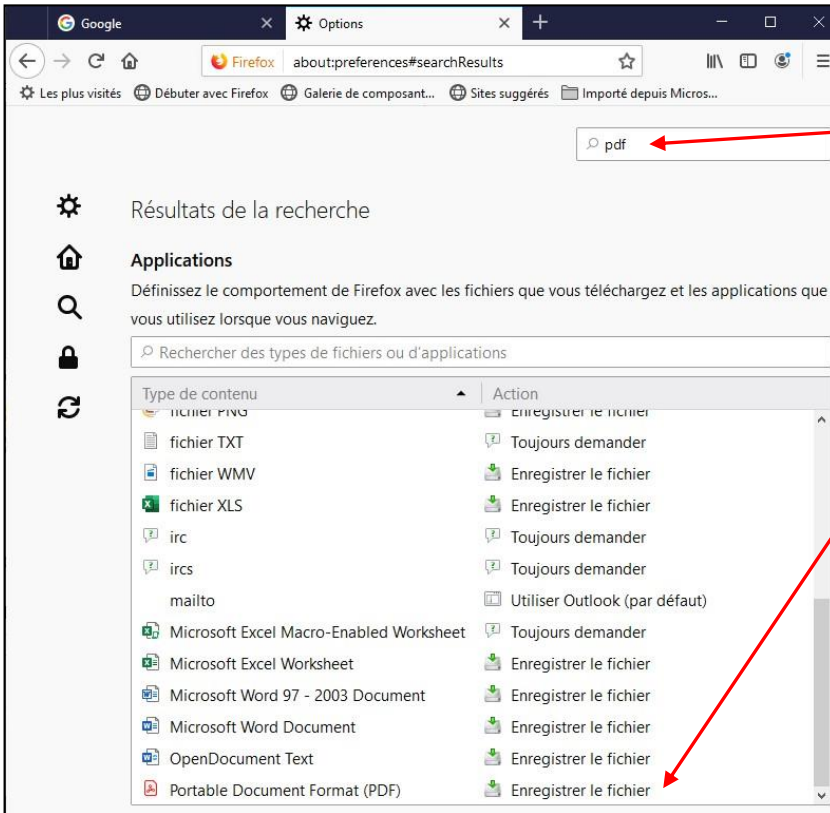 Google
Options
Firefox about:preferences#searchResults
Les plus visités Débuter avec Firefox Galerie de composant... Sites suggérés Importé depuis Micros...
pdf
Résultats de la recherche
Applications
Définissez le comportement de Firefox avec les fichiers que vous téléchargez et les applications que
vous utilisez lorsque vous naviguez.
Rechercher des types de fichiers ou d'applications
Type de contenu Action
fichier PNG Enregistrer le fichier
fichier TXT Toujours demander
fichier WMV Enregistrer le fichier
fichier XLS Enregistrer le fichier
irc Toujours demander
ircs Toujours demander
mailto Utiliser Outlook (par défaut)
Microsoft Excel Macro-Enabled Worksheet Toujours demander
Microsoft Excel Worksheet Enregistrer le fichier
Microsoft Word 97 - 2003 Document Enregistrer le fichier
Microsoft Word Document Enregistrer le fichier
OpenDocument Text Enregistrer le fichier
Portable Document Format (PDF) Enregistrer le fichier